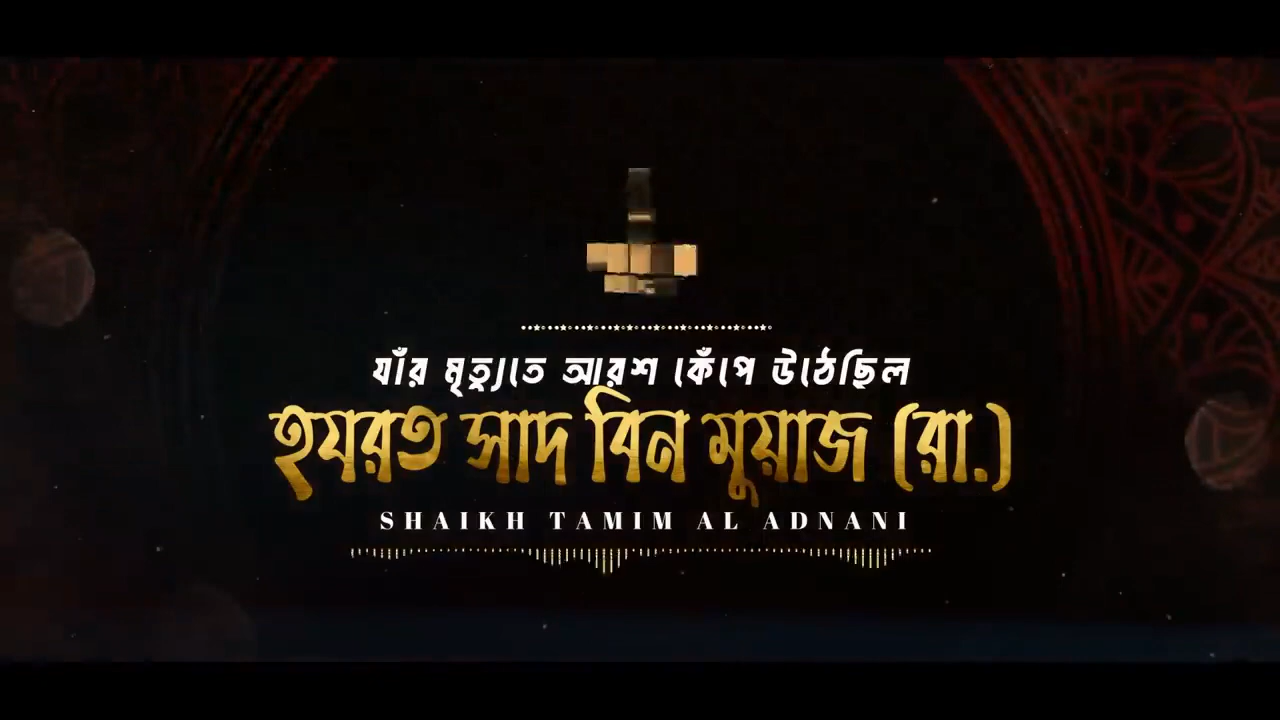 যাঁর মৃত্যুতে আরশ কেঁপে উঠেছিল
হযরত সাদ বিন মুয়াজ (রা.)
SHAIKH TAMIM AL ADNANI